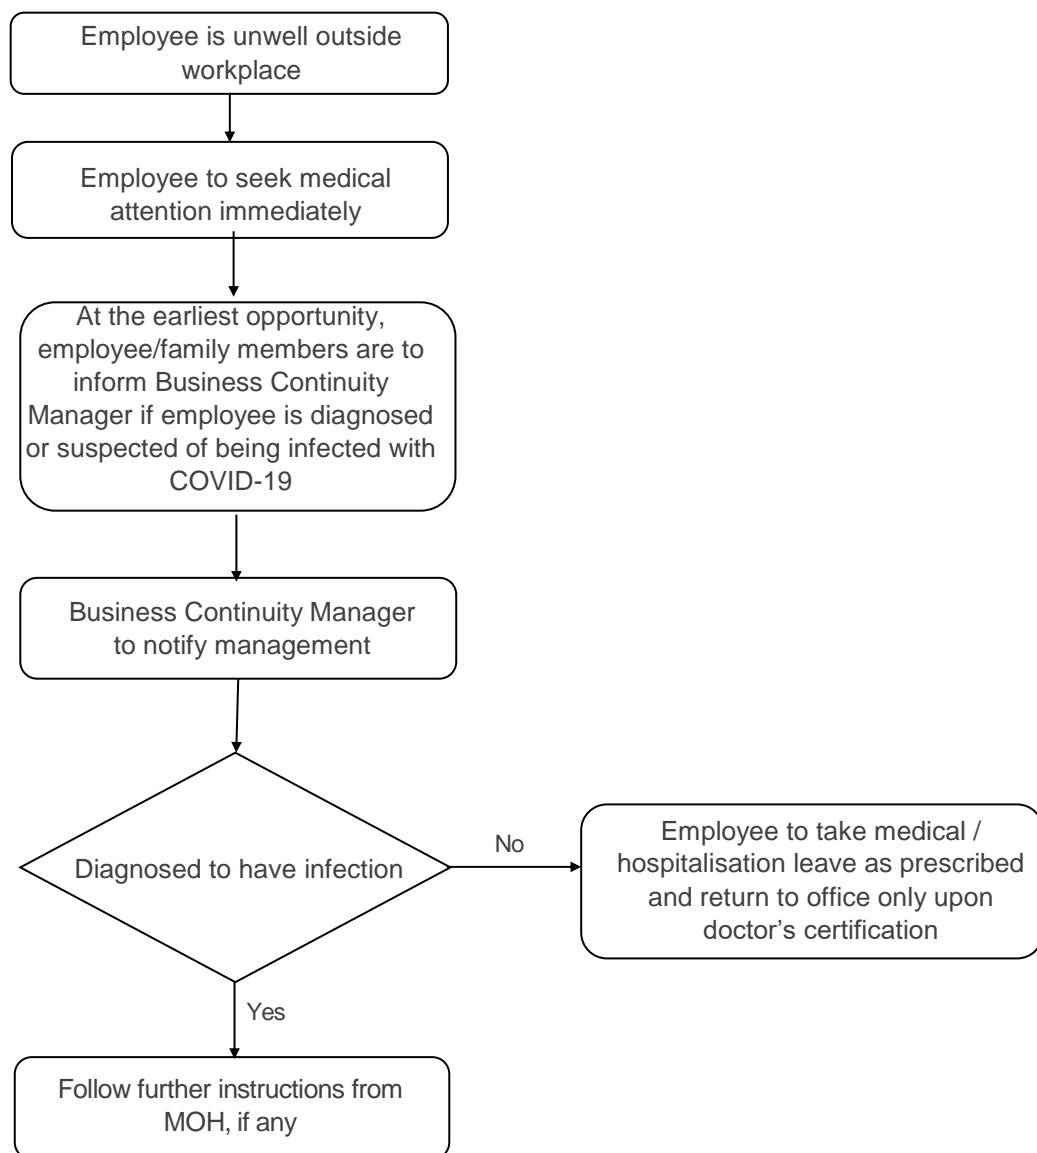 Employee is unwell outside
workplace
Employee to seek medical
attention immediately
At the earliest opportunity,
employee/family members are to
inform Business Continuity
Manager if employee is diagnosed
or suspected of being infected with
COVID-19
Business Continuity Manager
to notify management
Diagnosed to have infection
No
Employee to take medical /
hospitalisation leave as prescribed
and return to office only upon
doctor’s certification
Yes
Follow further instructions from
MOH, if any